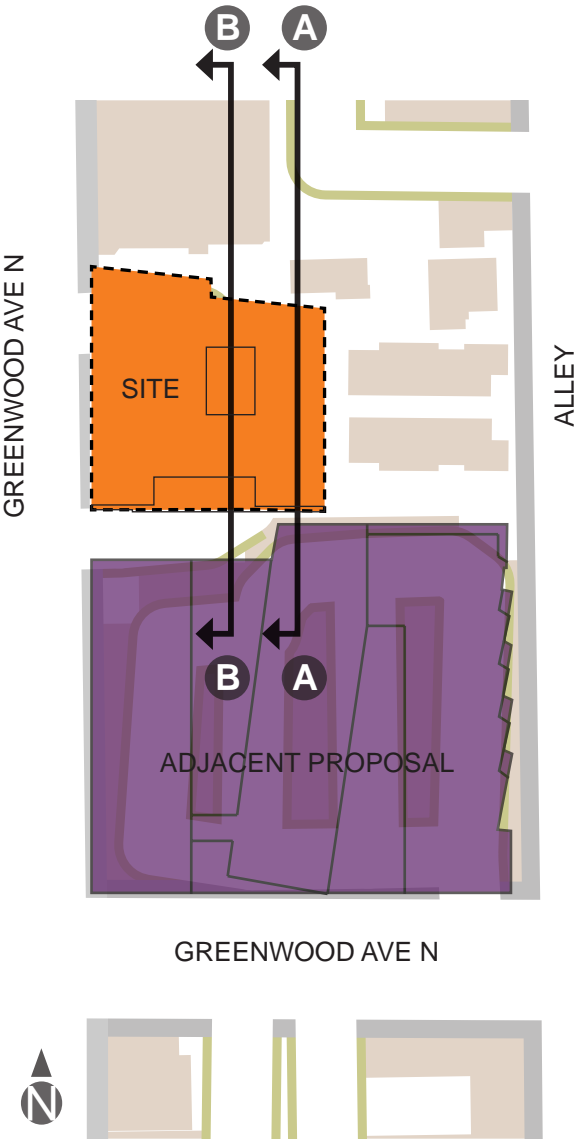 B A
GREENWOOD AVE N
SITE
ALLEY
B A
ADJACENT PROPOSAL
GREENWOOD AVE N
N